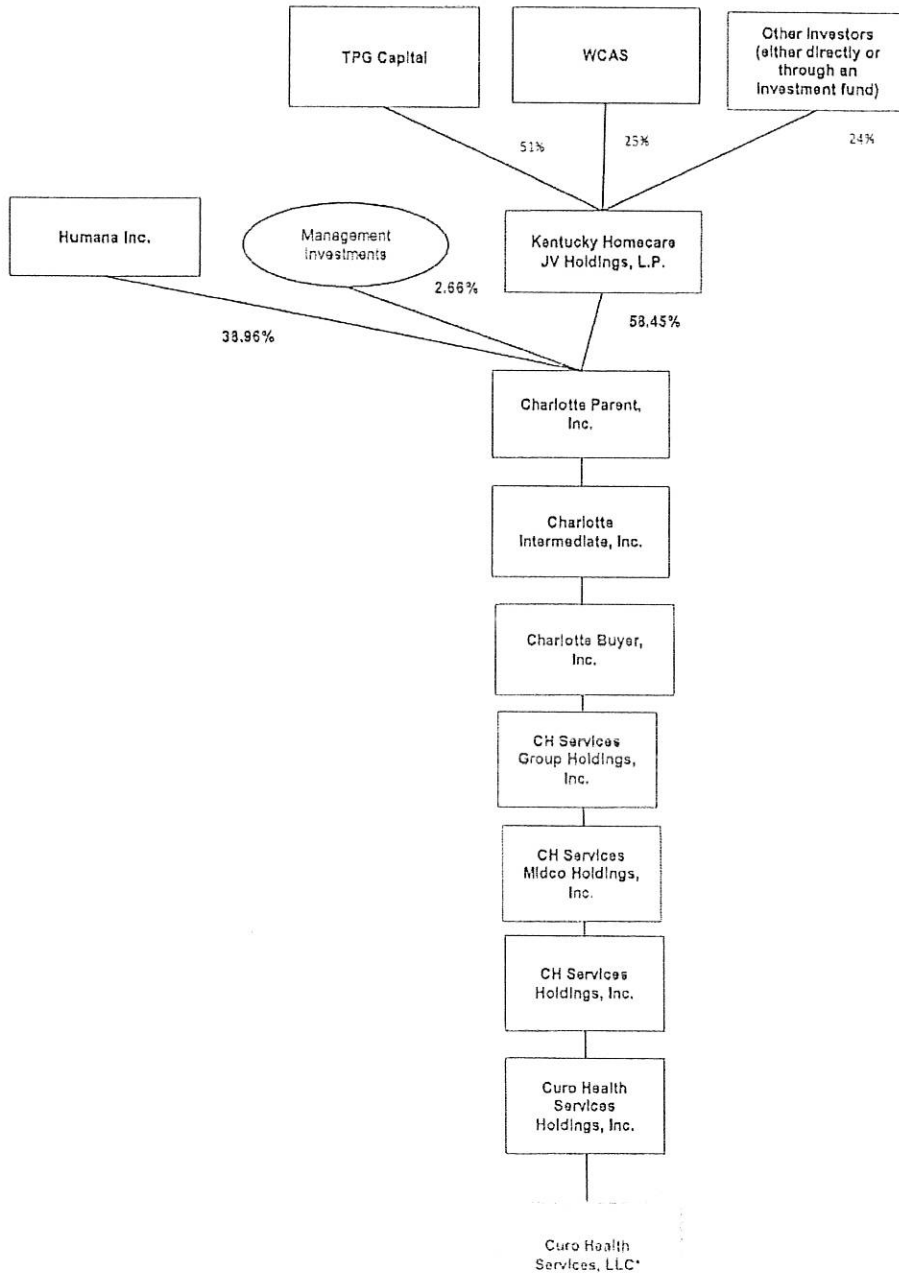 TPG Capital
WCAS
Other Investors
(either directly or
through an
investment fund)
51%
25%
24%
Humana Inc.
Management
Investments
Kentucky Homecare
JV Holdings, L.P.
2.66%
38.96%
58.45%
Charlotte Parent,
Inc.
Charlotte
Intermediate, Inc.
Charlotte Buyer,
Inc.
CH Services
Group Holdings,
Inc.
CH Services
Midco Holdings,
Inc.
CH Services
Holdings, Inc.
Curo Health
Services
Holdings, Inc.
Curo Health
Services, LLC*